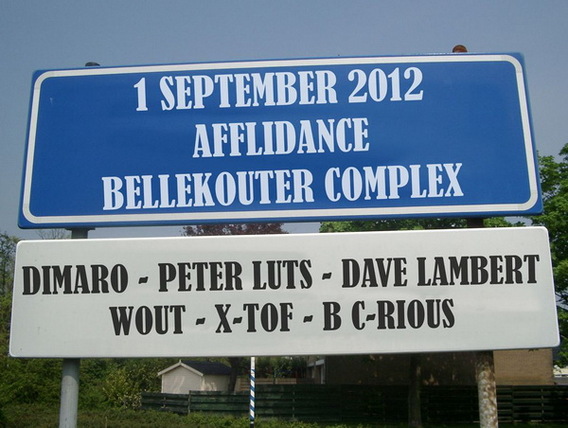 1 SEPTEMBER 2012
AFFLIDANCE
BELLEKOUTER COMPLEX
DIMARO - PETER LUTS - DAVE LAMBERT
WOUT - X-TOF - B C-RIOUS